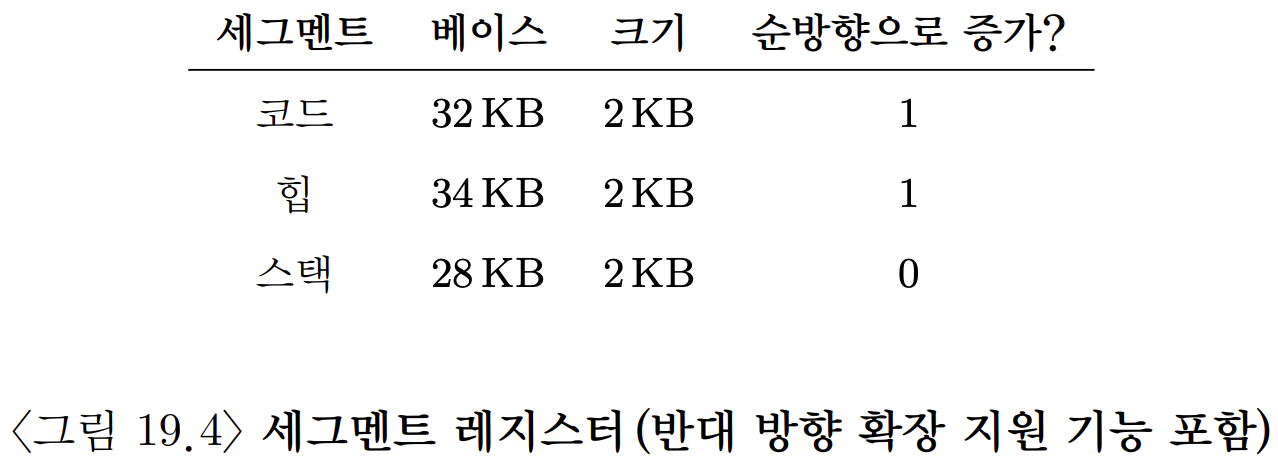 세그멘트 베이스 크기 순방향으로 증가?
코드 32 KB 2 KB 1
힙 34 KB 2 KB 1
스택 28 KB 2 KB 0
〈그림 19.4〉 세그멘트 레지스터(반대 방향 확장 지원 기능 포함)